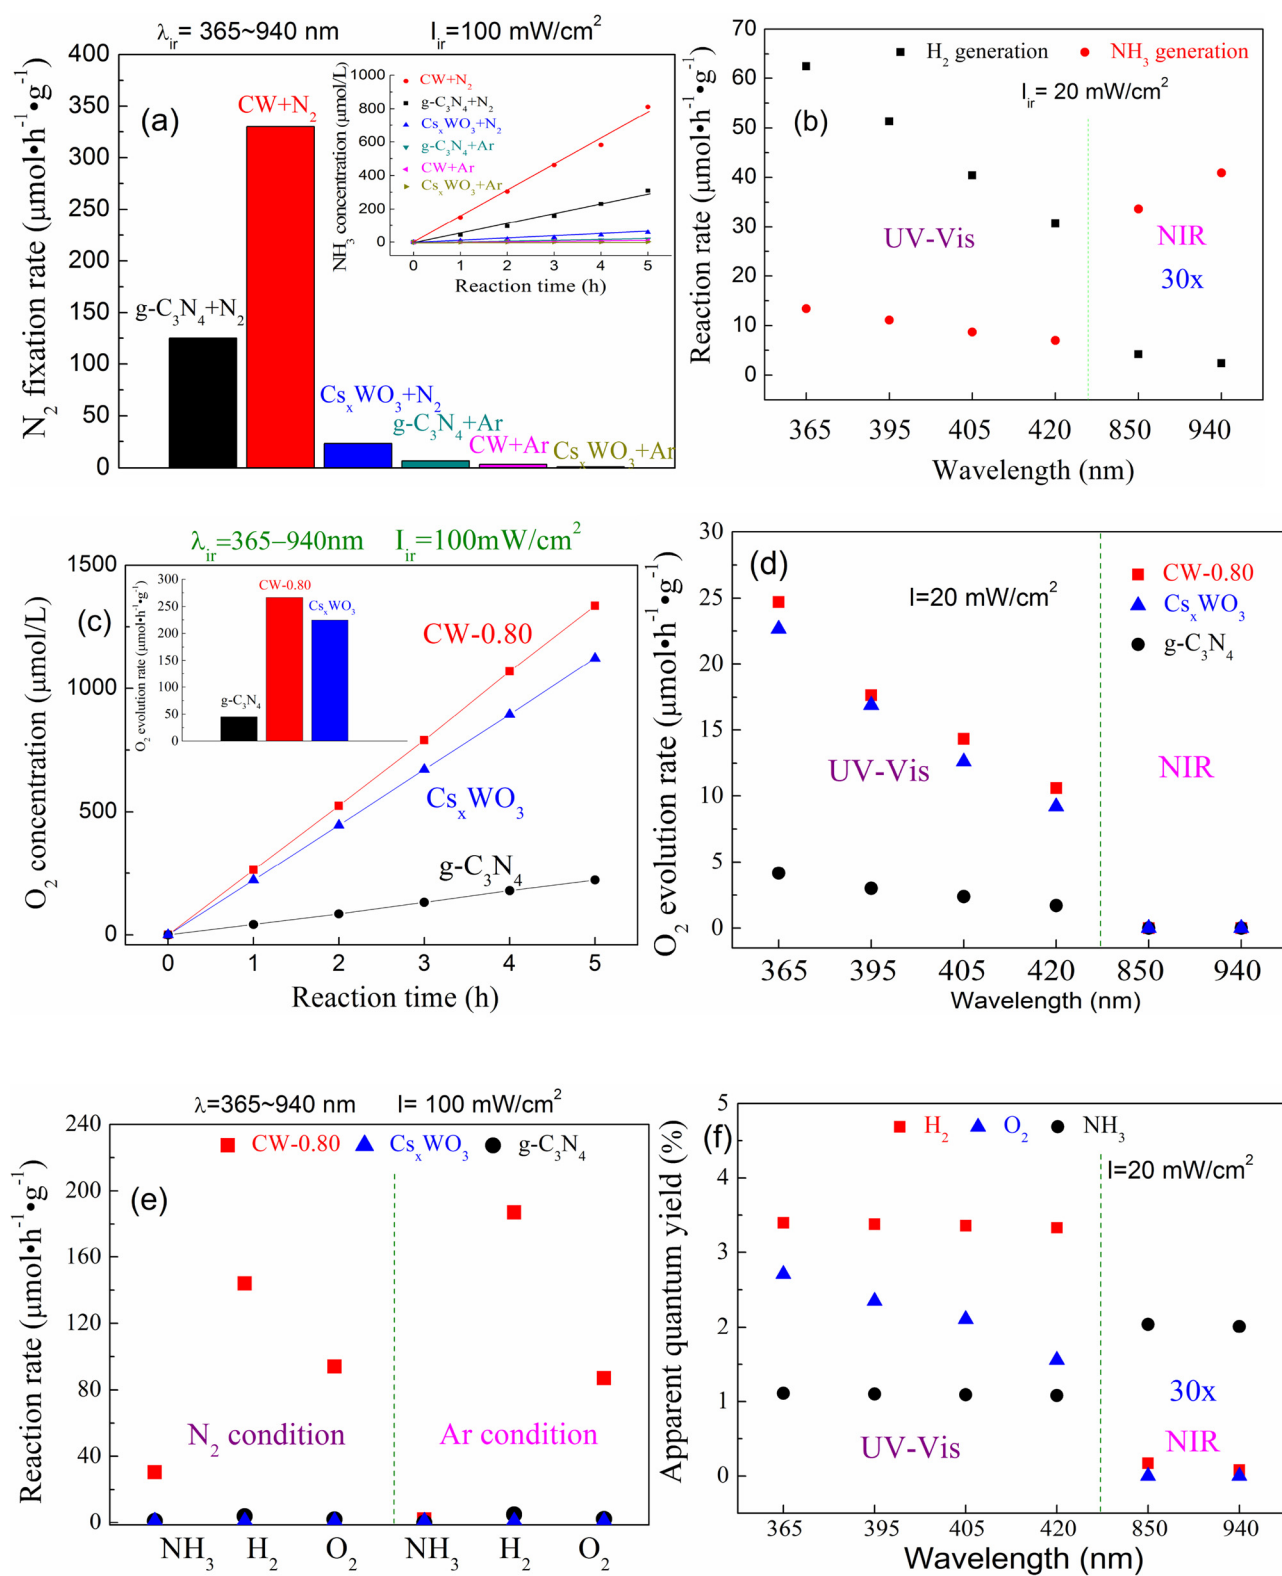 λir= 365~940 nm Iir=100 mW/cm2
N2 fixation rate (μmol•h-1•g-1)
400
350
300
250
200
150
100
50
0
(a)
g-C3N4+N2
CW+N2
CsxWO3+N2
g-C3N4+Ar
CW+Ar
CsxWO3+Ar
NH3 concentration (μmol/L)
1000
800
600
400
200
0
CW+N2
g-C3N4+N2
CsxWO3+N2
g-C3N4+Ar
CW+Ar
CsxWO3+Ar
0 1 2 3 4 5
Reaction time (h)
Reaction rate (μmol•h-1•g-1)
70
60
50
40
30
20
10
0
H2 generation NH3 generation
Iir= 20 mW/cm2
(b)
UV-Vis
NIR
30x
365 395 405 420 850 940
Wavelength (nm)
λir=365–940nm Iir=100mW/cm2
O2 concentration (μmol/L)
1500
1000
500
0
(c)
O2 evolution rate (μmol•h-1•g-1)
300
250
200
150
100
50
0
g-C3N4
CW-0.80
CsxWO3
CW-0.80
CsxWO3
g-C3N4
0 1 2 3 4 5
Reaction time (h)
O2 evolution rate (μmol•h-1•g-1)
30
25
20
15
10
5
0
(d)
I=20 mW/cm2
CW-0.80
CsxWO3
g-C3N4
UV-Vis
NIR
365 395 405 420 850 940
Wavelength (nm)
λ=365~940 nm I= 100 mW/cm2
Reaction rate (μmol•h-1•g-1)
240
200
160
120
80
40
0
CW-0.80 CsxWO3 g-C3N4
(e)
N2 condition
Ar condition
NH3 H2 O2 NH3 H2 O2
Apparent quantum yield (%)
5
4
3
2
1
0
(f)
H2 O2 NH3
I=20 mW/cm2
30x
UV-Vis
NIR
365 395 405 420 850 940
Wavelength (nm)